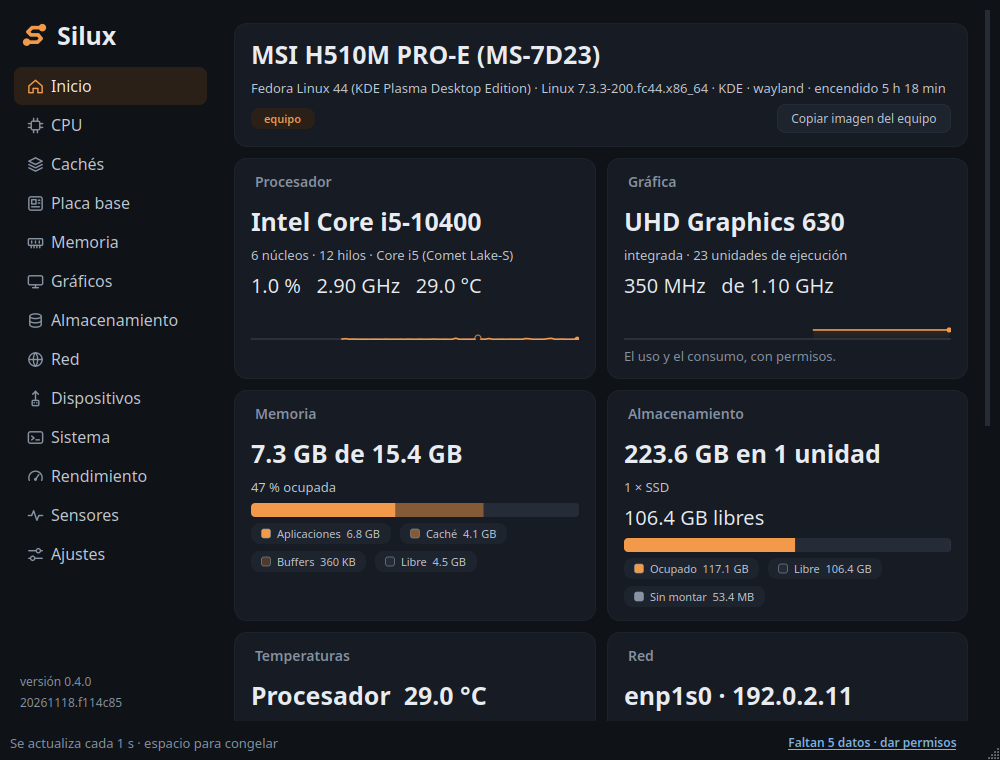 Silux
Inicio
CPU
Cachés
Placa base
Memoria
Gráficos
Almacenamiento
Red
Dispositivos
Sistema
Rendimiento
Sensores
Ajustes
versión 0.4.0
20261118.f114c85
MSI H510M PRO-E (MS-7D23)
Fedora Linux 44 (KDE Plasma Desktop Edition) · Linux 7.3.3-200.fc44.x86_64 · KDE · wayland · encendido 5 h 18 min
equipo
Copiar imagen del equipo
Procesador
Intel Core i5-10400
6 núcleos · 12 hilos · Core i5 (Comet Lake-S)
1.0 % 2.90 GHz 29.0 °C
Gráfica
UHD Graphics 630
integrada · 23 unidades de ejecución
350 MHz de 1.10 GHz
El uso y el consumo, con permisos.
Memoria
7.3 GB de 15.4 GB
47 % ocupada
Aplicaciones 6.8 GB Caché 4.1 GB
Buffers 360 KB Libre 4.5 GB
Almacenamiento
223.6 GB en 1 unidad
1 × SSD
106.4 GB libres
Ocupado 117.1 GB Libre 106.4 GB
Sin montar 53.4 MB
Temperaturas
Procesador 29.0 °C
Red
enp1s0 · 192.0.2.11
Se actualiza cada 1 s · espacio para congelar
Faltan 5 datos · dar permisos